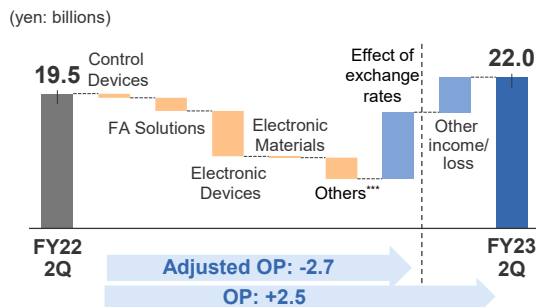 (yen: billions)
19.5
Control
Devices
FA Solutions
Electronic
Devices
Electronic
Materials
Others***
Effect of
exchange
rates
Other
income/
loss
22.0
FY22
2Q
FY23
2Q
Adjusted OP: -2.7
OP: +2.5